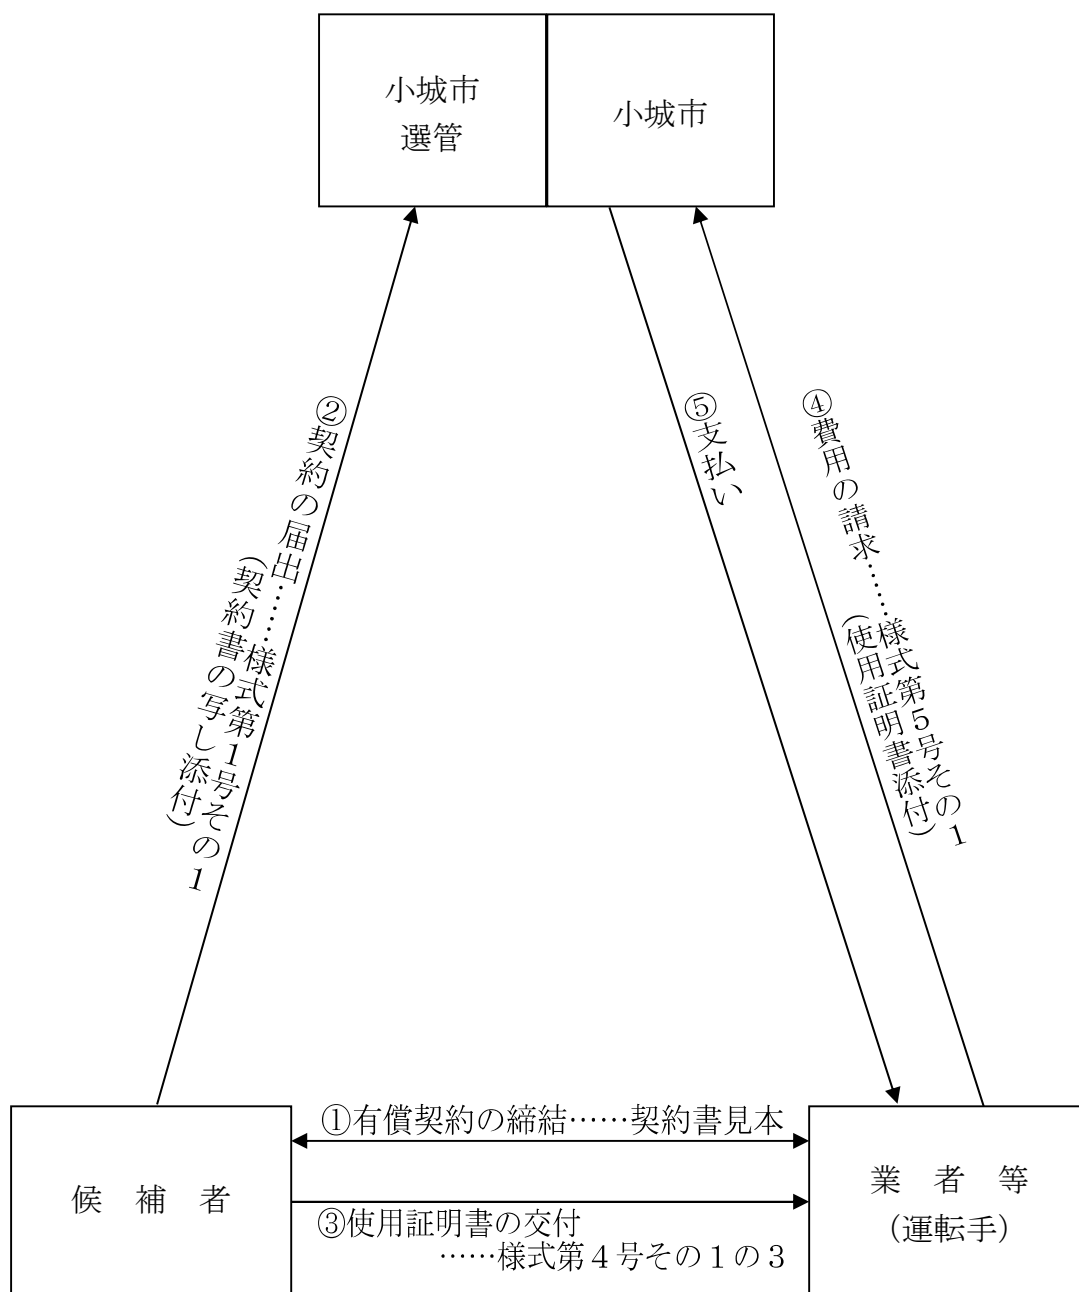 小城市
選管
小城市
②契約の届出……様式第1号その1
（契約書の写し添付）
⑤支払い
④費用の請求……様式第5号その1
（使用証明書添付）
①有償契約の締結……契約書見本
候　補　者
業　者　等
（運転手）
③使用証明書の交付
……様式第４号その１の３